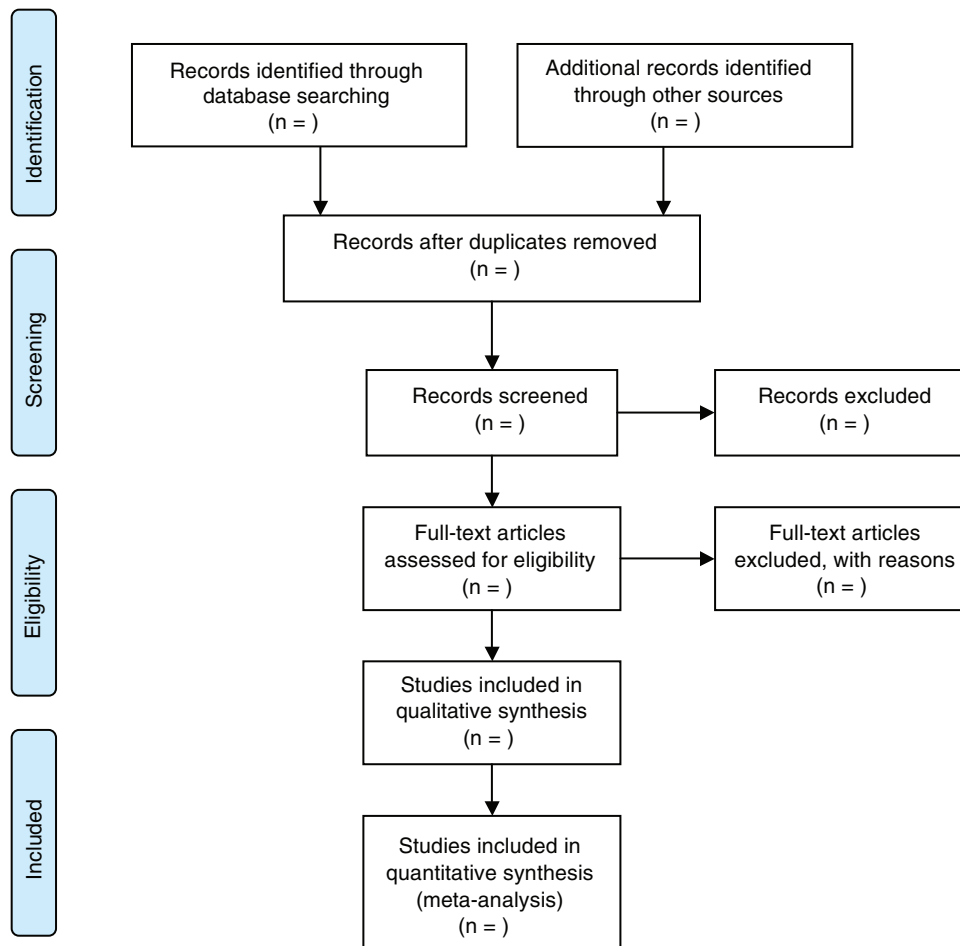 Identification
Records identified through
database searching
(n = )
Additional records identified
through other sources
(n = )
Records after duplicates removed
(n = )
Screening
Records screened
(n = )
Records excluded
(n = )
Eligibility
Full-text articles
assessed for eligibility
(n = )
Full-text articles
excluded, with reasons
(n = )
Studies included in
qualitative synthesis
(n = )
Included
Studies included in
quantitative synthesis
(meta-analysis)
(n = )